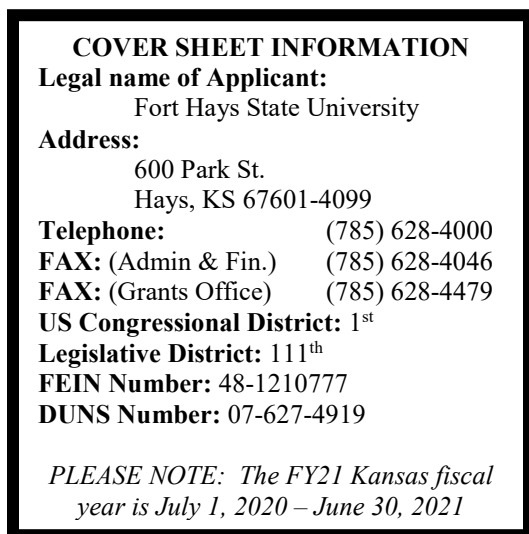 COVER SHEET INFORMATION
Legal name of Applicant:
Fort Hays State University
Address:
600 Park St.
Hays, KS 67601-4099
Telephone: (785) 628-4000
FAX: (Admin & Fin.) (785) 628-4046
FAX: (Grants Office) (785) 628-4479
US Congressional District: 1st
Legislative District: 111th
FEIN Number: 48-1210777
DUNS Number: 07-627-4919
PLEASE NOTE: The FY21 Kansas fiscal
year is July 1, 2020 – June 30, 2021